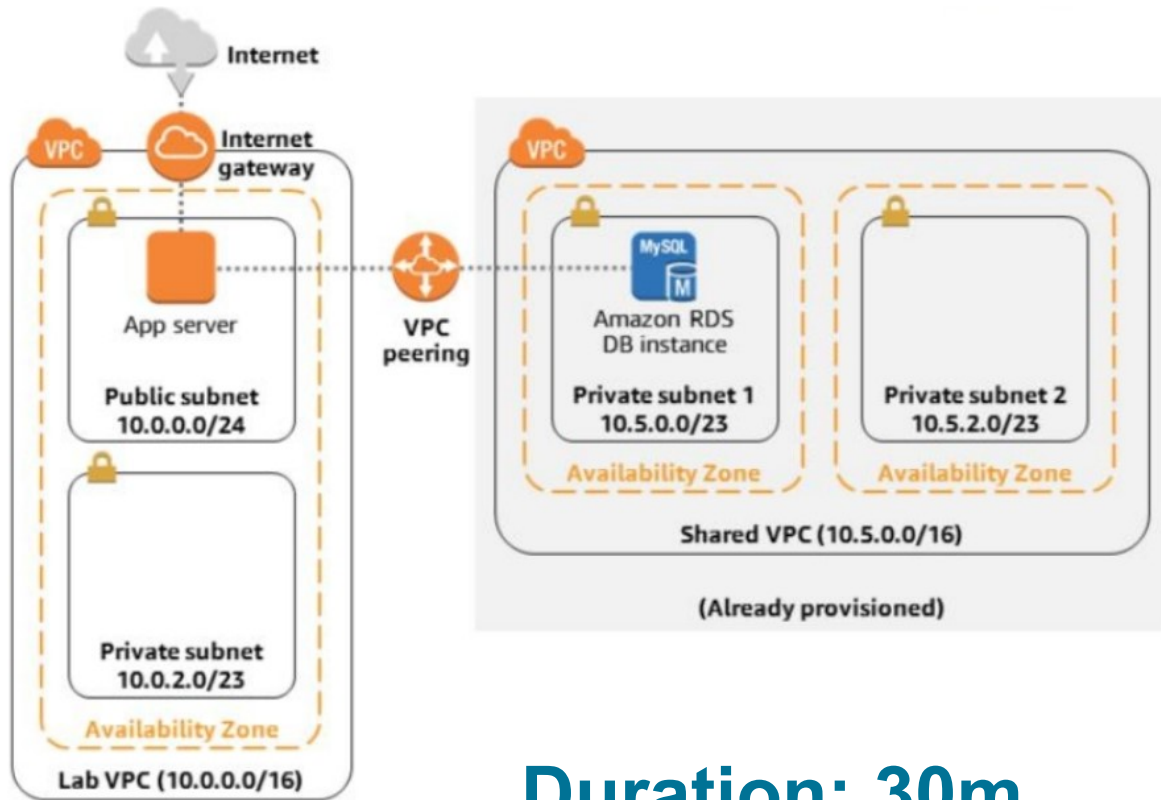 Internet
VPC
Internet
gateway
App server
Public subnet
10.0.0.0/24
Private subnet
10.0.2.0/23
Availability Zone
Lab VPC (10.0.0.0/16)
VPC
peering
VPC
MySQL
M
Amazon RDS
DB instance
Private subnet 1
10.5.0.0/23
Availability Zone
Private subnet 2
10.5.2.0/23
Availability Zone
Shared VPC (10.5.0.0/16)
(Already provisioned)
Duration: 30m